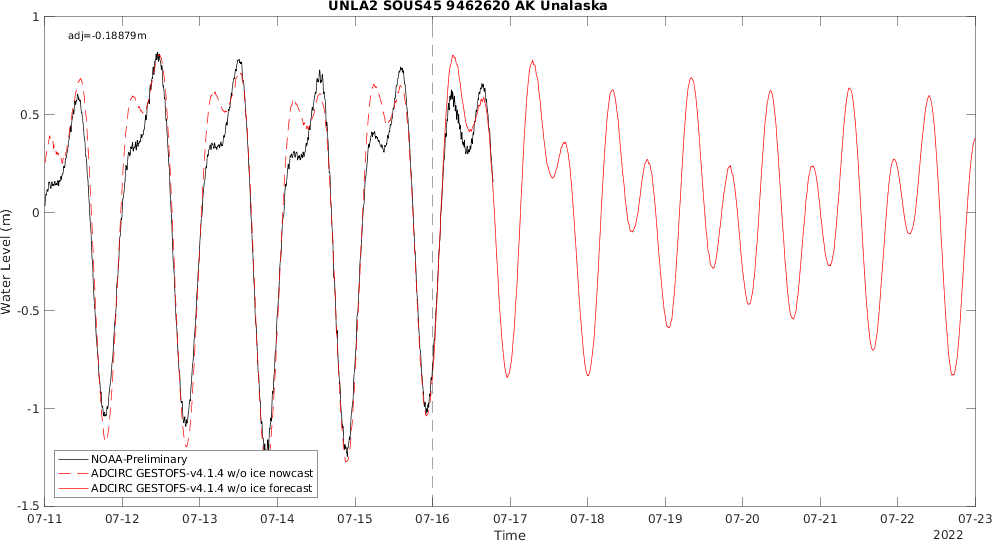 UNLA2 SOUS45 9462620 AK Unalaska
adj=-0.18879m
1
0.5
0
-0.5
-1
-1.5
Water Level (m)
NOAA-Preliminary
ADCIRC GESTOFS-v4.1.4 w/o ice nowcast
ADCIRC GESTOFS-v4.1.4 w/o ice forecast
07-11 07-12 07-13 07-14 07-15 07-16 07-17 07-18 07-19 07-20 07-21 07-22 07-23
Time
2022